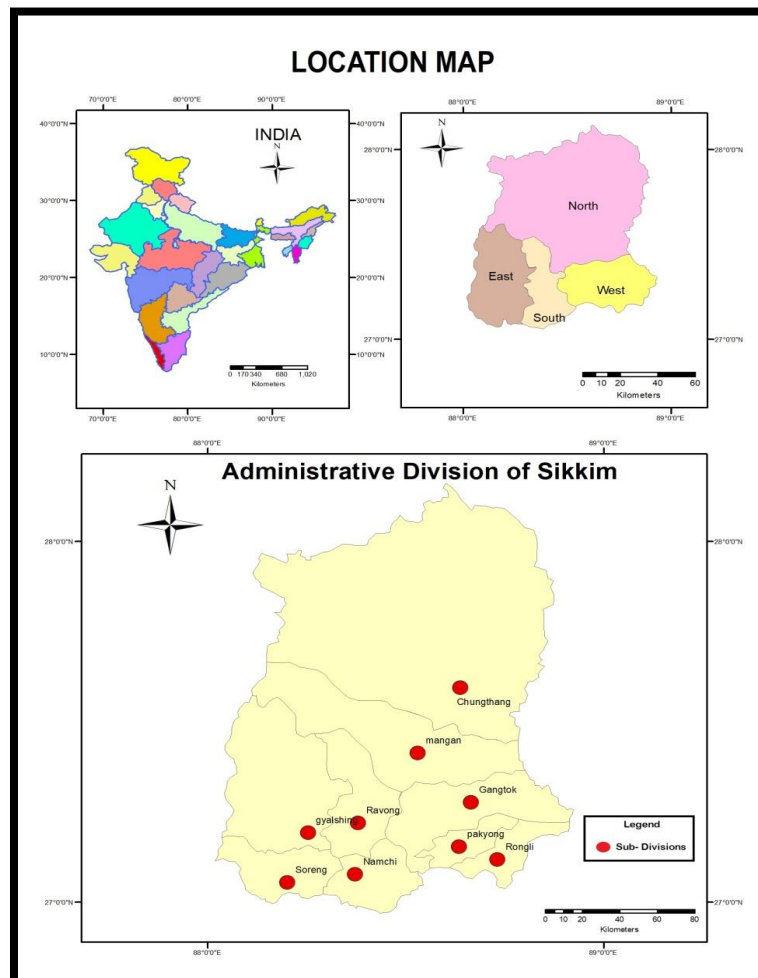 LOCATION MAP
70°0'0"E 80°0'0"E 90°0'0"E
40°0'0"N 40°0'0"N
INDIA
N
30°0'0"N 30°0'0"N
20°0'0"N 20°0'0"N
10°0'0"N 10°0'0"N
0 170 340 680 1,020
Kilometers
70°0'0"E 80°0'0"E 90°0'0"E
88°0'0"E 89°0'0"E
N
28°0'0"N 28°0'0"N
North
East
West
South
27°0'0"N 27°0'0"N
0 10 20 40 60
Kilometers
88°0'0"E 89°0'0"E
88°0'0"E 89°0'0"E
Administrative Division of Sikkim
N
28°0'0"N 28°0'0"N
Chungthang
mangan
Gangtok
Ravong
gyalshing
pakyong
Rongli
Namchi
Soreng
Legend
Sub- Divisions
27°0'0"N 27°0'0"N
0 5 10 20 40 60 80
Kilometers
88°0'0"E 89°0'0"E